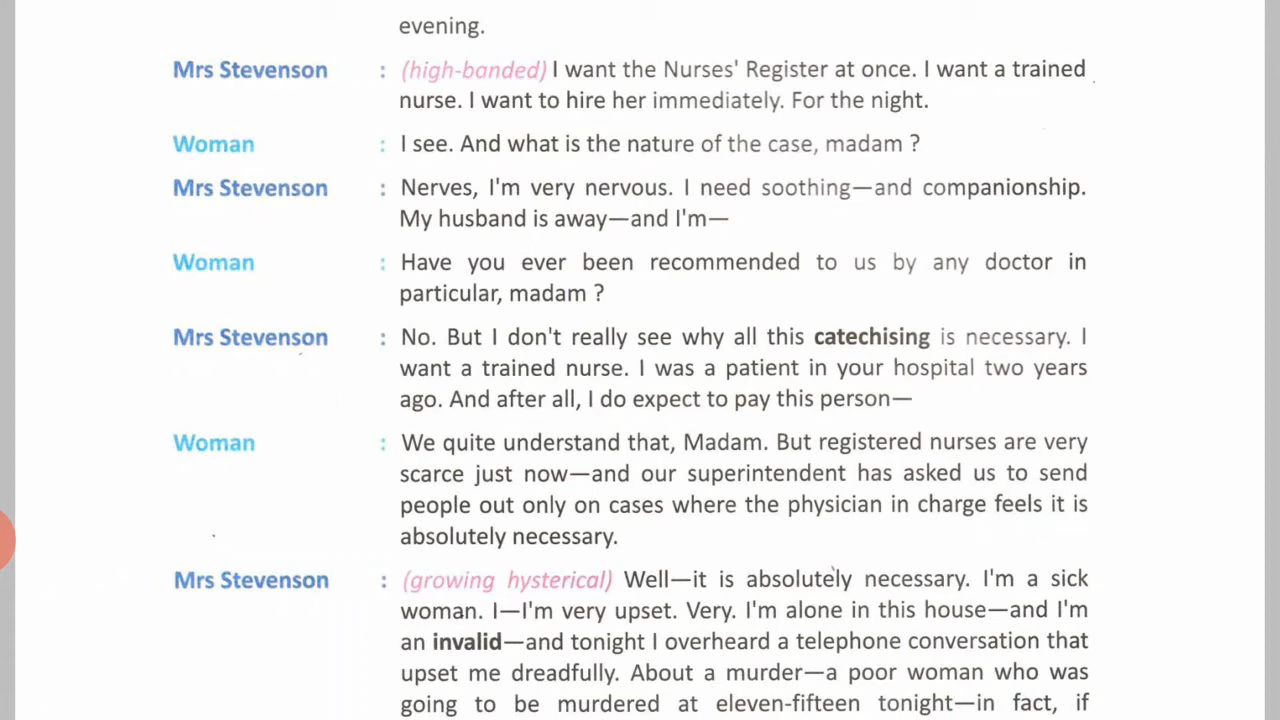 evening.
Mrs Stevenson : (high-banded) I want the Nurses' Register at once. I want a trained
nurse. I want to hire her immediately. For the night.
Woman : I see. And what is the nature of the case, madam ?
Mrs Stevenson : Nerves, I'm very nervous. I need soothing—and companionship.
My husband is away—and I'm—
Woman : Have you ever been recommended to us by any doctor in
particular, madam ?
Mrs Stevenson : No. But I don't really see why all this catechising is necessary. I
want a trained nurse. I was a patient in your hospital two years
ago. And after all, I do expect to pay this person—
Woman : We quite understand that, Madam. But registered nurses are very
scarce just now—and our superintendent has asked us to send
people out only on cases where the physician in charge feels it is
absolutely necessary.
Mrs Stevenson : (growing hysterical) Well—it is absolutely necessary. I'm a sick
woman. I—I'm very upset. Very. I'm alone in this house—and I'm
an invalid—and tonight I overheard a telephone conversation that
upset me dreadfully. About a murder—a poor woman who was
going to be murdered at eleven-fifteen tonight—in fact, if